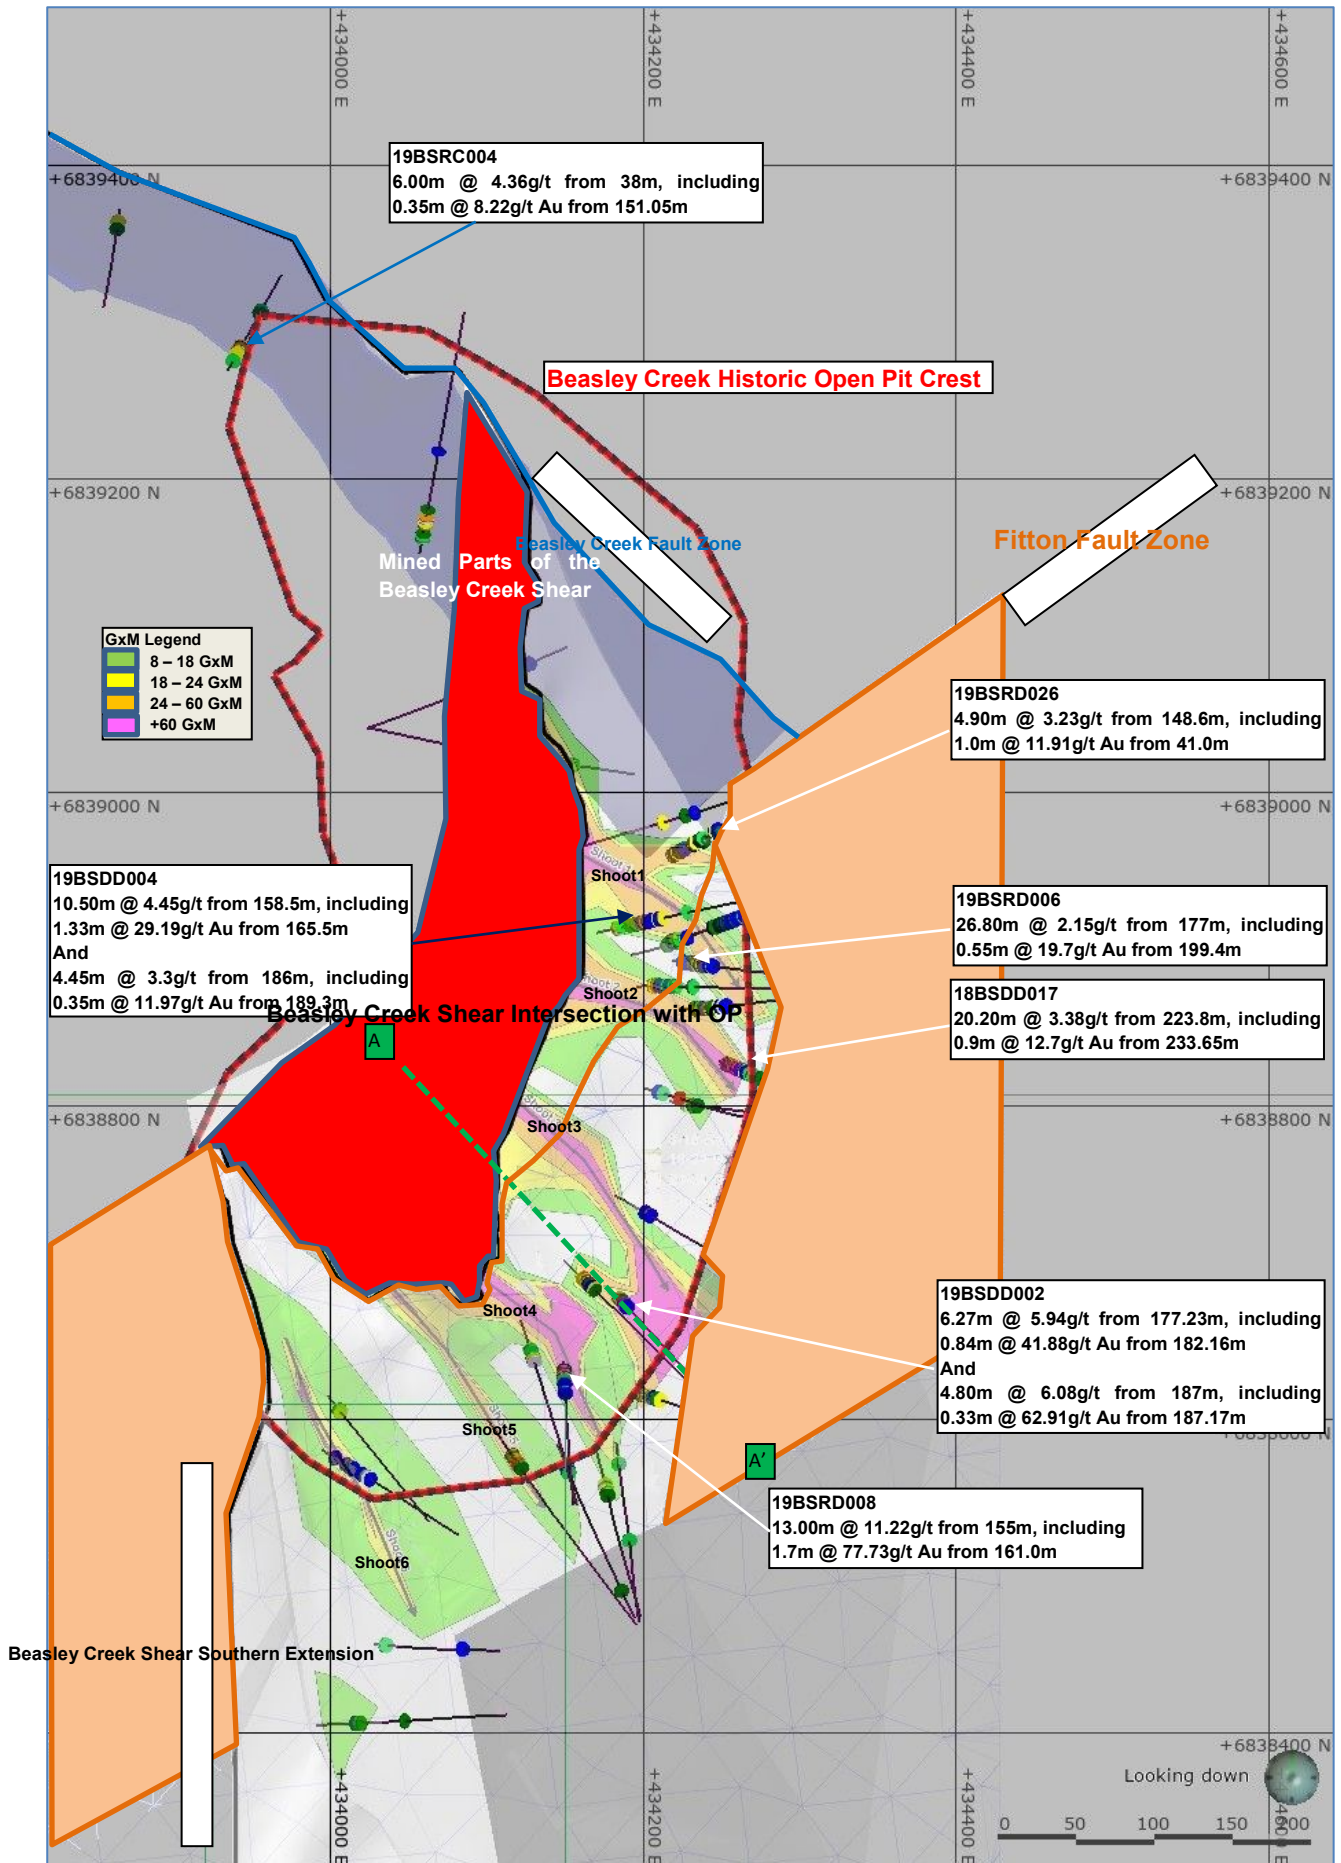 +434000 E
+434200 E
+434400 E
+434600 E
+6839400 N
+6839400 N
19BSRC004
6.00m @ 4.36g/t from 38m, including
0.35m @ 8.22g/t Au from 151.05m
Beasley Creek Historic Open Pit Crest
+6839200 N
+6839200 N
Beasley Creek Fault Zone
Fitton Fault Zone
Mined Parts of the
Beasley Creek Shear
GxM Legend
8 – 18 GxM
18 – 24 GxM
24 – 60 GxM
+60 GxM
19BSRD026
4.90m @ 3.23g/t from 148.6m, including
1.0m @ 11.91g/t Au from 41.0m
+6839000 N
+6839000 N
Shoot 1
Shoot1
19BSDD004
10.50m @ 4.45g/t from 158.5m, including
1.33m @ 29.19g/t Au from 165.5m
And
4.45m @ 3.3g/t from 186m, including
0.35m @ 11.97g/t Au from 189.3m
19BSRD006
26.80m @ 2.15g/t from 177m, including
0.55m @ 19.7g/t Au from 199.4m
Shoot2
18BSDD017
20.20m @ 3.38g/t from 223.8m, including
0.9m @ 12.7g/t Au from 233.65m
Beasley Creek Shear Intersection with OP
A
+6838800 N
+6838800 N
Shoot3
19BSDD002
6.27m @ 5.94g/t from 177.23m, including
0.84m @ 41.88g/t Au from 182.16m
And
4.80m @ 6.08g/t from 187m, including
0.33m @ 62.91g/t Au from 187.17m
Shoot4
Shoot5
A’
19BSRD008
13.00m @ 11.22g/t from 155m, including
1.7m @ 77.73g/t Au from 161.0m
Shoot6
Beasley Creek Shear Southern Extension
+6838400 N
Looking down
+434000 E
+434200 E
+434400 E
0 50 100 150 200